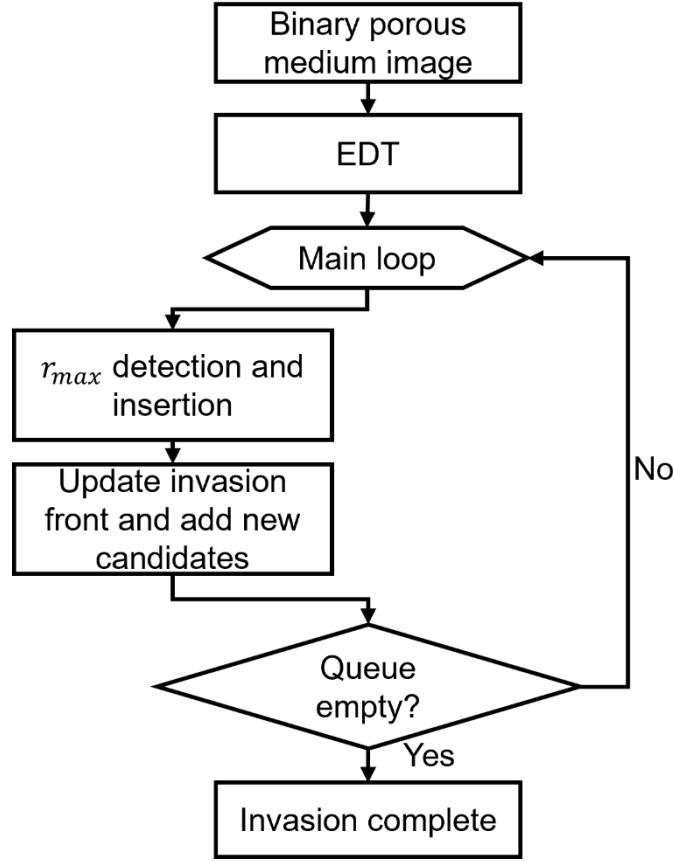 Binary porous
medium image
EDT
Main loop
r_max detection and
insertion
Update invasion
front and add new
candidates
No
Queue
empty?
Yes
Invasion complete